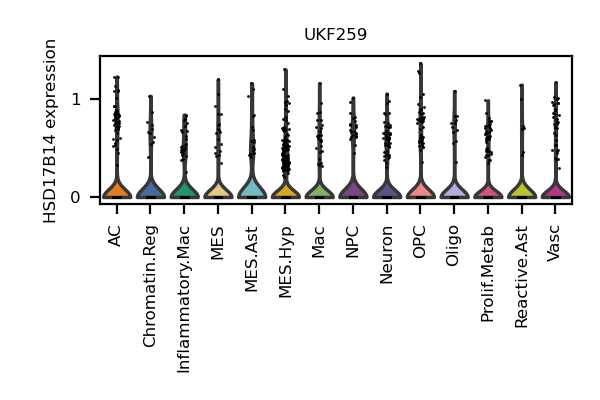 UKF259
HSD17B14 expression
1
0
AC
Chromatin.Reg
Inflammatory.Mac
MES
MES.Ast
MES.Hyp
Mac
NPC
Neuron
OPC
Oligo
Prolif.Metab
Reactive.Ast
Vasc